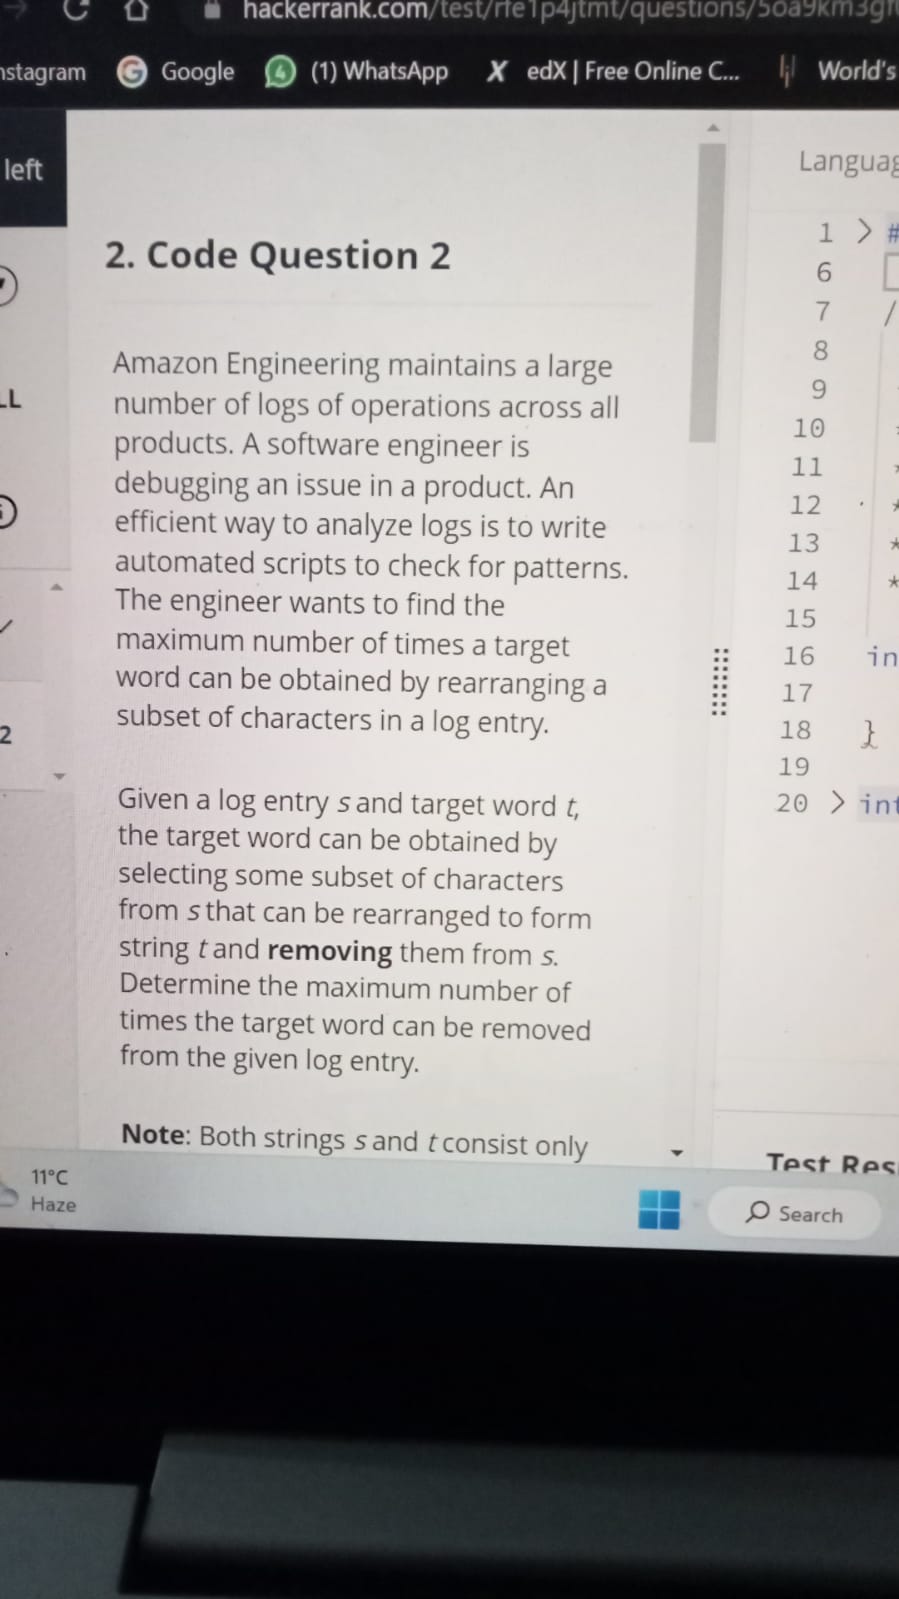 hackerrank.com/test/
Google
(1) WhatsApp
X edX | Free Online C...
World's
left
2. Code Question 2
Amazon Engineering maintains a large
number of logs of operations across all
products. A software engineer is
debugging an issue in a product. An
efficient way to analyze logs is to write
automated scripts to check for patterns.
The engineer wants to find the
maximum number of times a target
word can be obtained by rearranging a
subset of characters in a log entry.
Given a log entry s and target word t,
the target word can be obtained by
selecting some subset of characters
from s that can be rearranged to form
string t and removing them from s.
Determine the maximum number of
times the target word can be removed
from the given log entry.
Note: Both strings s and t consist only
2
Languag
1 > #
6
7 /
8
9
10
11
12 *
13 *
14 *
15
16 in
17
18 }
19
20 > int
Test Res
11°C
Haze
Search